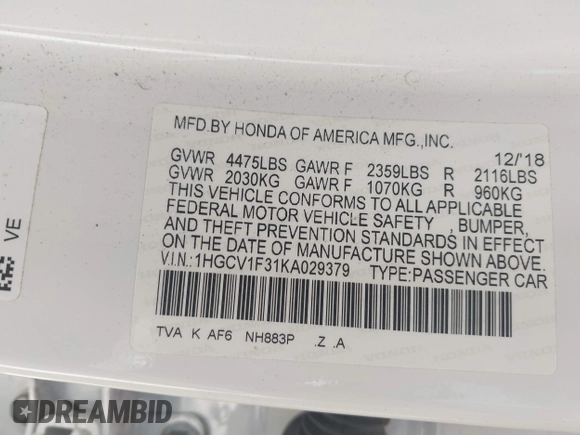 MFD.BY HONDA OF AMERICA MFG.,INC.
12/'18
GVWR 4475LBS GAWR F 2359LBS R 2116LBS
GVWR 2030KG GAWR F 1070KG R 960KG
THIS VEHICLE CONFORMS TO ALL APPLICABLE
FEDERAL MOTOR VEHICLE SAFETY , BUMPER,
AND THEFT PREVENTION STANDARDS IN EFFECT
ON THE DATE OF MANUFACTURE SHOWN ABOVE.
V.I.N.:1HGCV1F31KA029379 TYPE:PASSENGER CAR
TVA K AF6 NH883P .Z .A
VE
DREAMBID